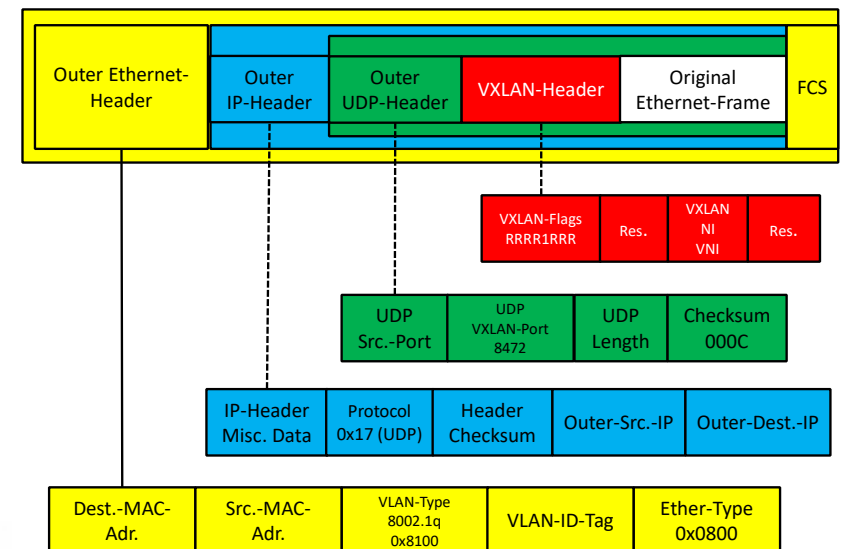 Outer Ethernet-
Header
Outer
IP-Header
Outer
UDP-Header
VXLAN-Header
Original
Ethernet-Frame
FCS
VXLAN-Flags
RRRR1RRR
Res.
VXLAN
NI
VNI
Res.
UDP
Src.-Port
UDP
VXLAN-Port
8472
UDP
Length
Checksum
000C
IP-Header
Misc. Data
Protocol
0x17 (UDP)
Header
Checksum
Outer-Src.-IP
Outer-Dest.-IP
Dest.-MAC-
Adr.
Src.-MAC-
Adr.
VLAN-Type
8002.1q
0x8100
VLAN-ID-Tag
Ether-Type
0x0800